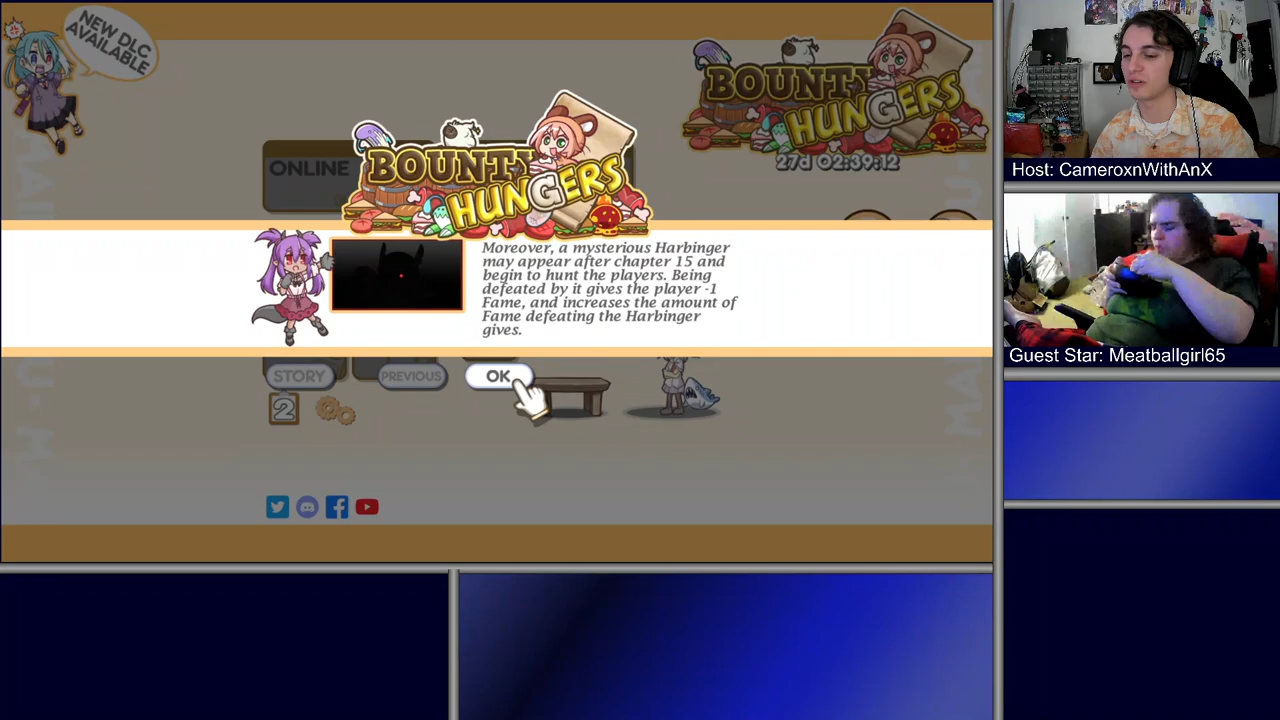 NEW DLC
AVAILABLE
BOUNTY
HUNGERS
27d 02:39:12
ONLINE
BOUNTY
HUNGERS
Moreover, a mysterious Harbinger
may appear after chapter 15 and
begin to hunt the players. Being
defeated by it gives the player -1
Fame, and increases the amount of
Fame defeating the Harbinger
gives.
STORY
PREVIOUS
OK
2
Host: CameroxnWithAnX
Guest Star: Meatballgirl65